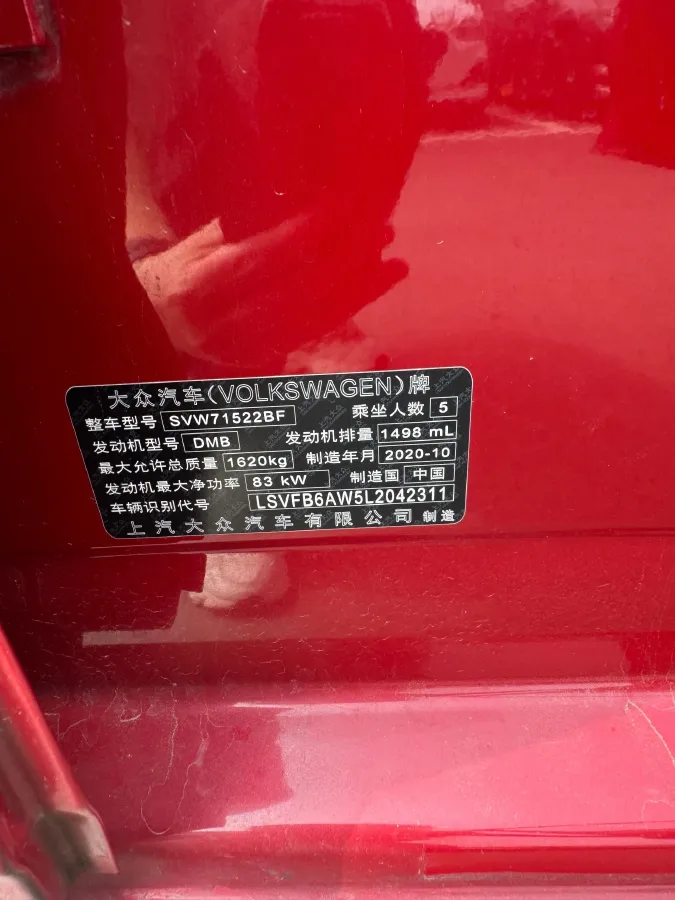 大众汽车(VOLKSWAGEN)牌
整车型号 SVW71522BF 乘坐人数 5
发动机型号 DMB 发动机排量 1498 mL
最大允许总质量 1620kg 制造年月 2020-10
发动机最大净功率 83 kW 制造国 中国
车辆识别代号 LSVFB6AW5L2042311
上汽大众汽车有限公司 制造